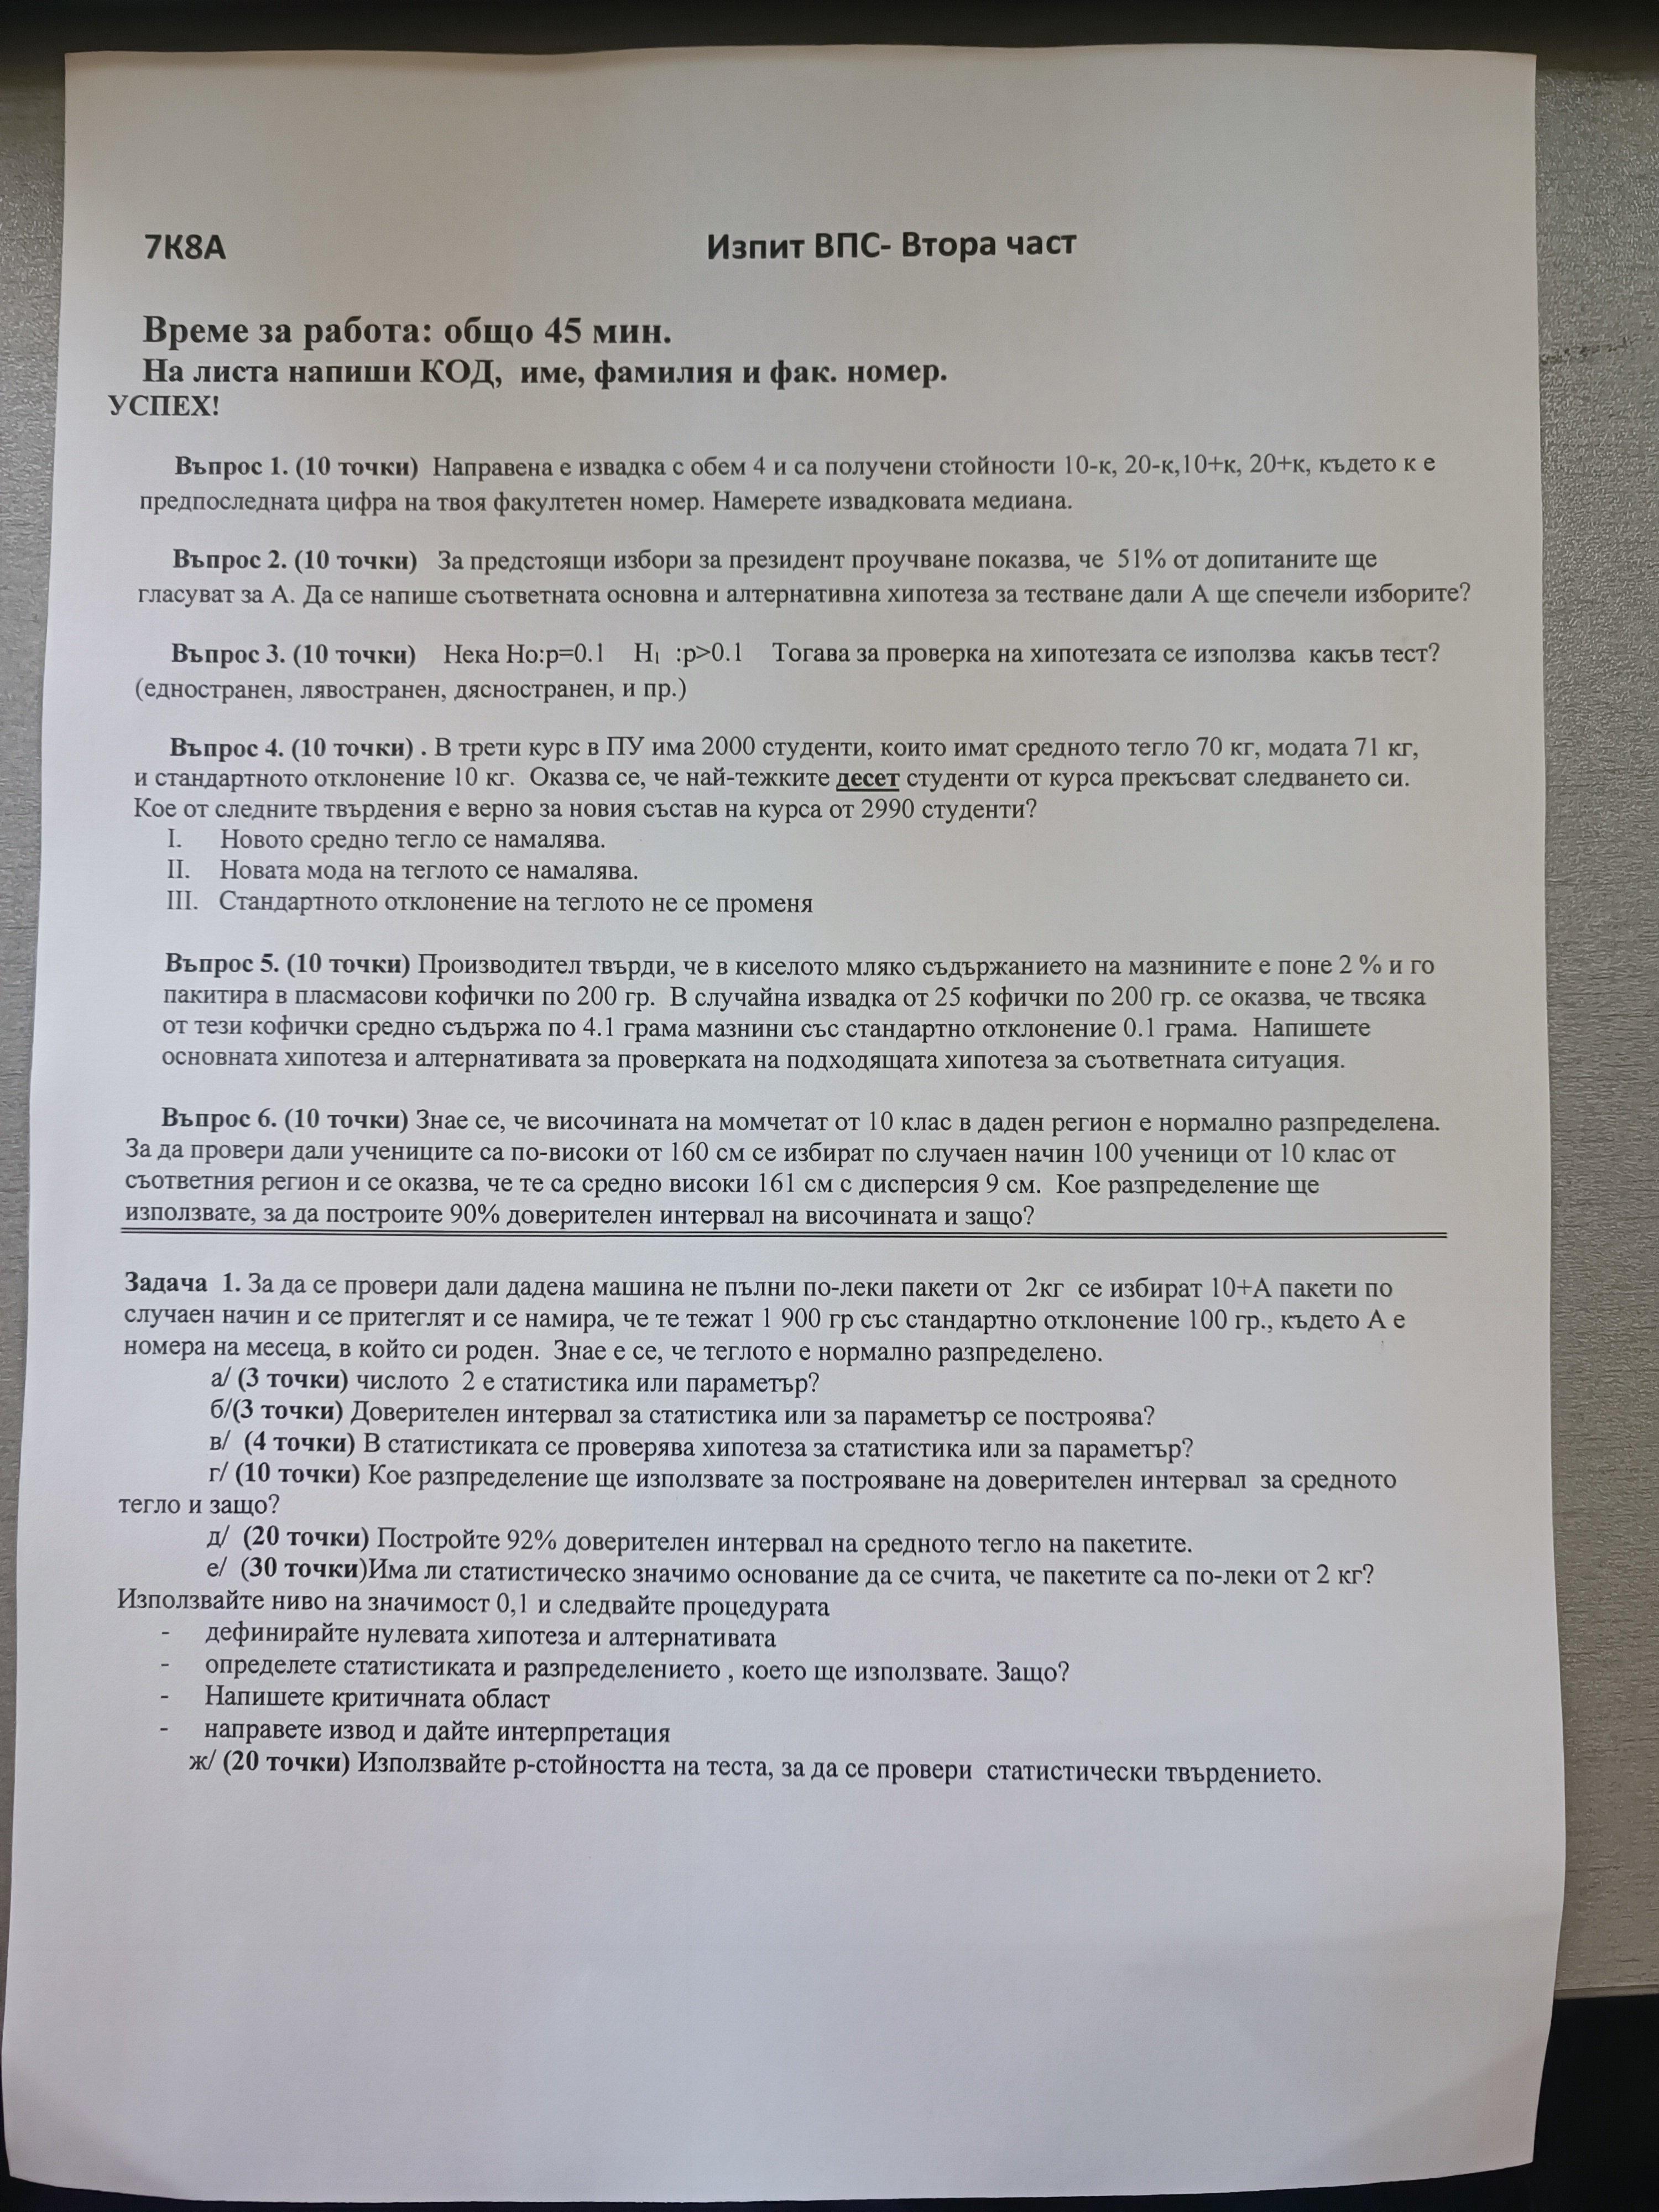 7К8А Изпит ВПС- Втора част
Време за работа: общо 45 мин.
На листа напиши КОД, име, фамилия и фак. номер.
УСПЕХ!
Въпрос 1. (10 точки) Направена е извадка с обем 4 и са получени стойности 10-к, 20-к,10+к, 20+к, където к е
предпоследната цифра на твоя факултетен номер. Намерете извадковата медиана.
Въпрос 2. (10 точки) За предстоящи избори за президент проучване показва, че 51% от допитаните ще
гласуват за А. Да се напише съответната основна и алтернативна хипотеза за тестване дали А ще спечели изборите?
Въпрос 3. (10 точки) Нека Ho:p=0.1 H₁ :p>0.1 Тогава за проверка на хипотезата се използва какъв тест?
(едностранен, лявостранен, дясностранен, и пр.)
Въпрос 4. (10 точки) . В трети курс в ПУ има 2000 студенти, които имат средното тегло 70 кг, модата 71 кг,
и стандартното отклонение 10 кг. Оказва се, че най-тежките десет студенти от курса прекъсват следването си.
Кое от следните твърдения е верно за новия състав на курса от 2990 студенти?
I. Новото средно тегло се намалява.
II. Новата мода на теглото се намалява.
III. Стандартното отклонение на теглото не се променя
Въпрос 5. (10 точки) Производител твърди, че в киселото мляко съдържанието на мазнините е поне 2 % и го
пакитира в пласмасови кофички по 200 гр. В случайна извадка от 25 кофички по 200 гр. се оказва, че твсяка
от тези кофички средно съдържа по 4.1 грама мазнини със стандартно отклонение 0.1 грама. Напишете
основната хипотеза и алтернативата за проверката на подходящата хипотеза за съответната ситуация.
Въпрос 6. (10 точки) Знае се, че височината на момчетат от 10 клас в даден регион е нормално разпределена.
За да провери дали учениците са по-високи от 160 см се избират по случаен начин 100 ученици от 10 клас от
съответния регион и се оказва, че те са средно високи 161 см с дисперсия 9 см. Кое разпределение ще
използвате, за да построите 90% доверителен интервал на височината и защо?
Задача 1. За да се провери дали дадена машина не пълни по-леки пакети от 2кг се избират 10+А пакети по
случаен начин и се притеглят и се намира, че те тежат 1 900 гр със стандартно отклонение 100 гр., където А е
номера на месеца, в който си роден. Знае е се, че теглото е нормално разпределено.
а/ (3 точки) числото 2 е статистика или параметър?
б/(3 точки) Доверителен интервал за статистика или за параметър се построява?
в/ (4 точки) В статистиката се проверява хипотеза за статистика или за параметър?
г/ (10 точки) Кое разпределение ще използвате за построяване на доверителен интервал за средното
тегло и защо?
д/ (20 точки) Постройте 92% доверителен интервал на средното тегло на пакетите.
е/ (30 точки)Има ли статистическо значимо основание да се счита, че пакетите са по-леки от 2 кг?
Използвайте ниво на значимост 0,1 и следвайте процедурата
- дефинирайте нулевата хипотеза и алтернативата
- определете статистиката и разпределението , което ще използвате. Защо?
- Напишете критичната област
- направете извод и дайте интерпретация
ж/ (20 точки) Използвайте р-стойността на теста, за да се провери статистически твърдението.